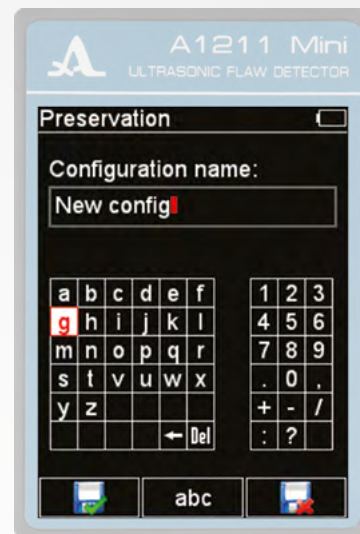 A1211 Mini
ULTRASONIC FLAW DETECTOR
Preservation
Configuration name:
New config
a b c d e f 1 2 3
g h i j k l 4 5 6
m n o p q r 7 8 9
s t v u w x . 0 ,
y z + - /
← Del : ?
abc